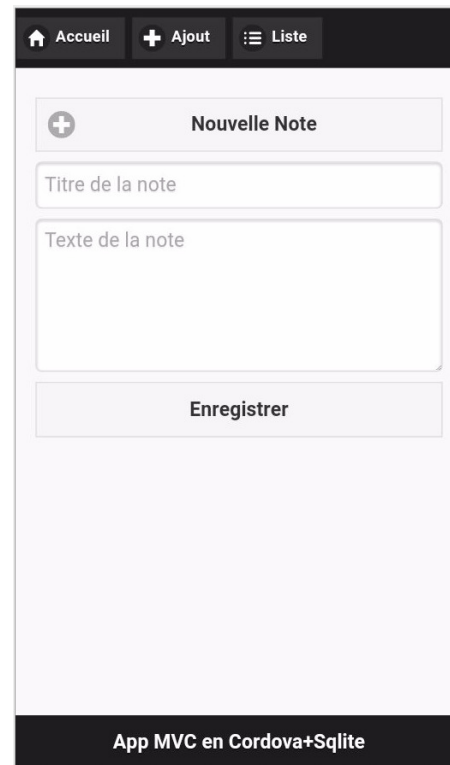 Accueil Ajout Liste
Nouvelle Note
Titre de la note
Texte de la note
Enregistrer
App MVC en Cordova+Sqlite